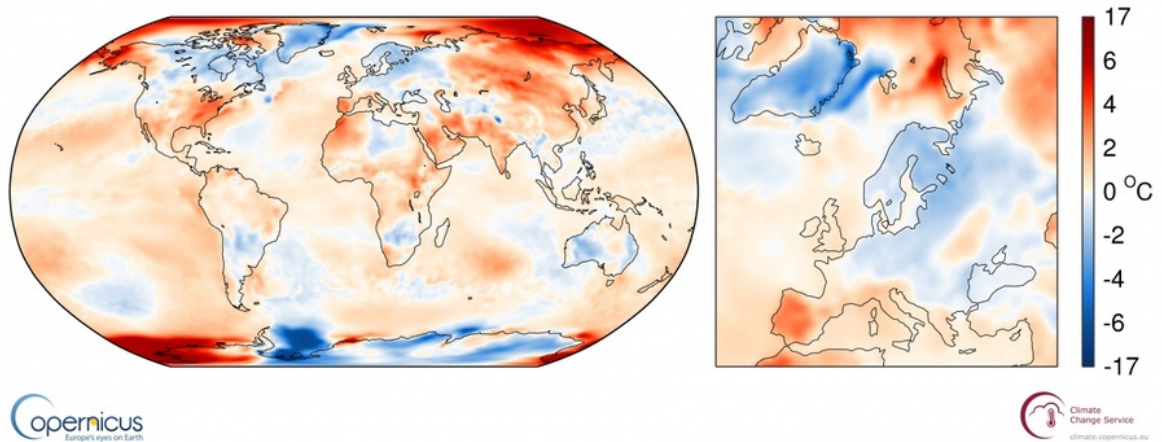 17
6
4
2
0 °C
-2
-4
-6
-17
Copernicus
Europe's eyes on Earth
Climate
Change Service
climate.copernicus.eu